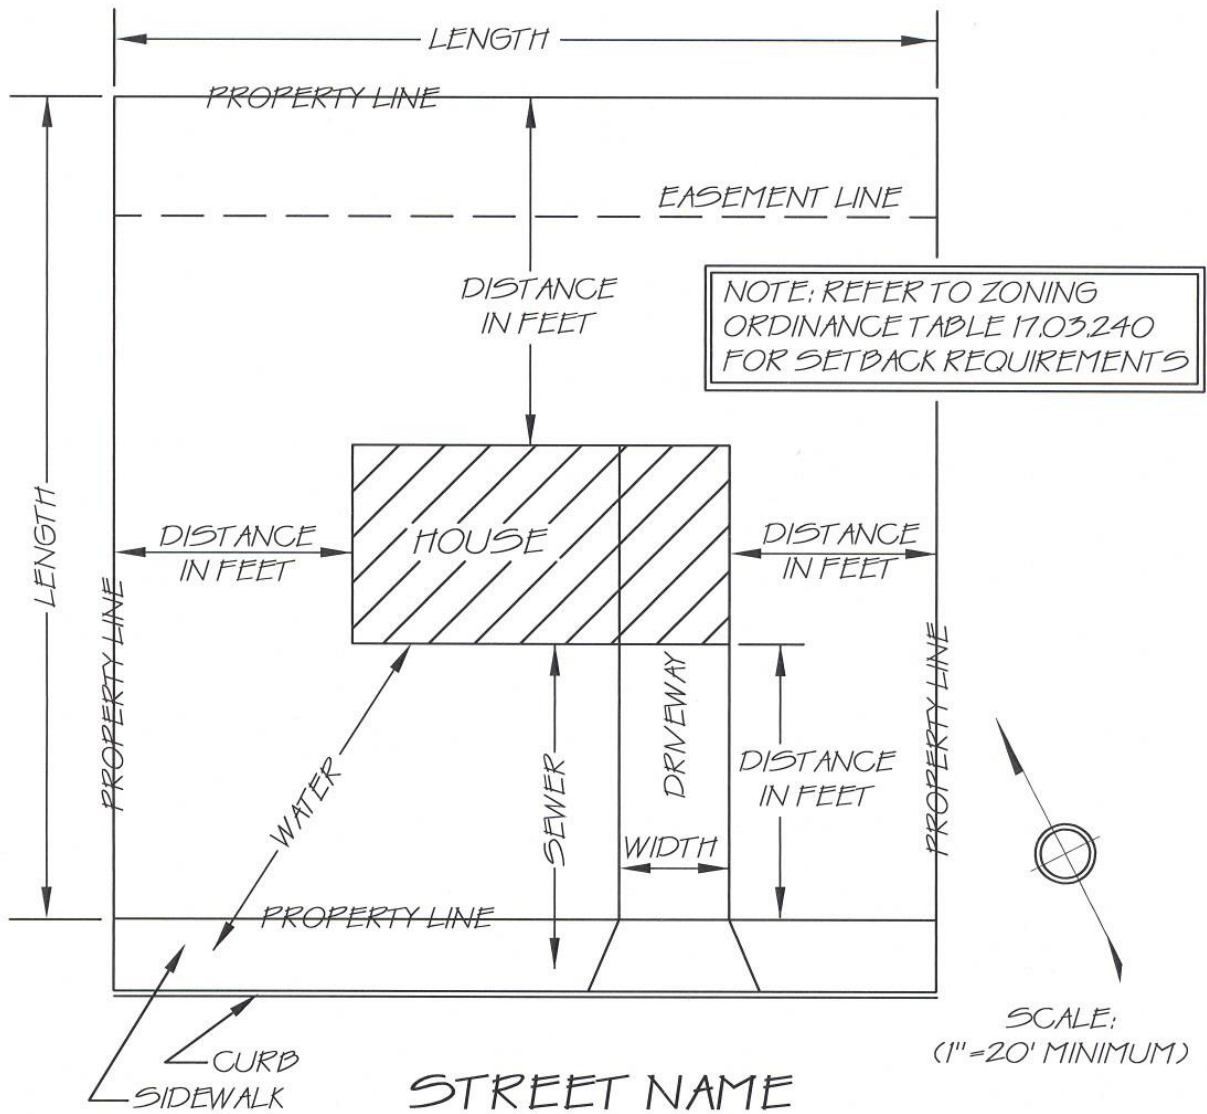 LENGTH
PROPERTY LINE
EASEMENT LINE
DISTANCE
IN FEET
NOTE: REFER TO ZONING
ORDINANCE TABLE 17.03.240
FOR SETBACK REQUIREMENTS
LENGTH
DISTANCE
IN FEET
HOUSE
DISTANCE
IN FEET
PROPERTY LINE
PROPERTY LINE
WATER
SEWER
DRIVEWAY
DISTANCE
IN FEET
WIDTH
PROPERTY LINE
CURB
SIDEWALK
STREET NAME
SCALE:
(1"=20' MINIMUM)